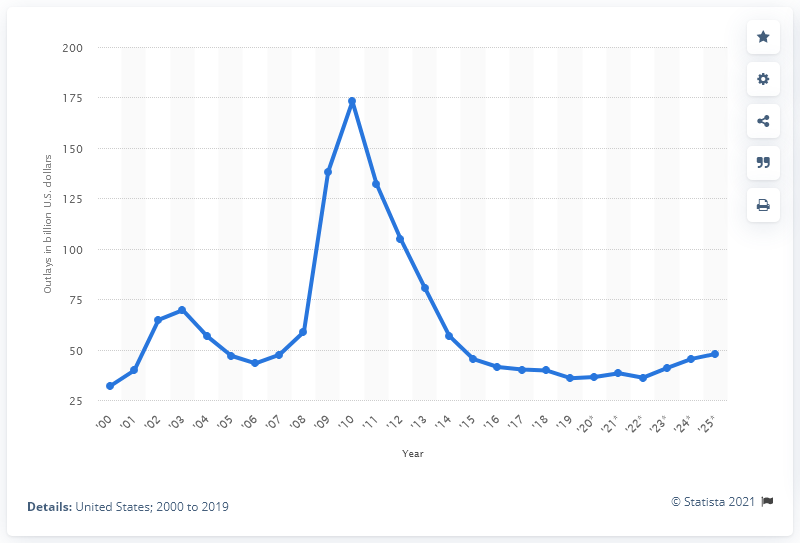 200
175
150
125
100
75
50
25
Outlays in billion U.S. dollars
'00 '01 '02 '03 '04 '05 '06 '07 '08 '09 '10 '11 '12 '13 '14 '15 '16 '17 '18 '19 '20* '21* '22* '23* '24* '25*
Year
Details: United States; 2000 to 2019
© Statista 2021